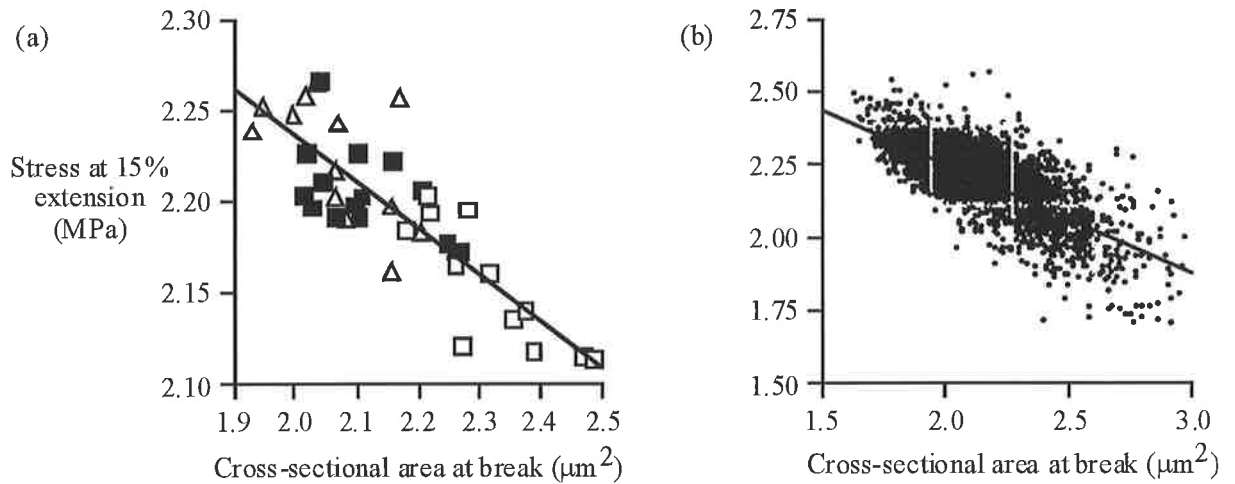 (a)
2.30
2.25
2.20
2.15
2.10
Stress at 15%
extension
(MPa)
1.9 2.0 2.1 2.2 2.3 2.4 2.5
Cross-sectional area at break (μm²)
(b)
2.75
2.50
2.25
2.00
1.75
1.50
1.5 2.0 2.5 3.0
Cross-sectional area at break (μm²)